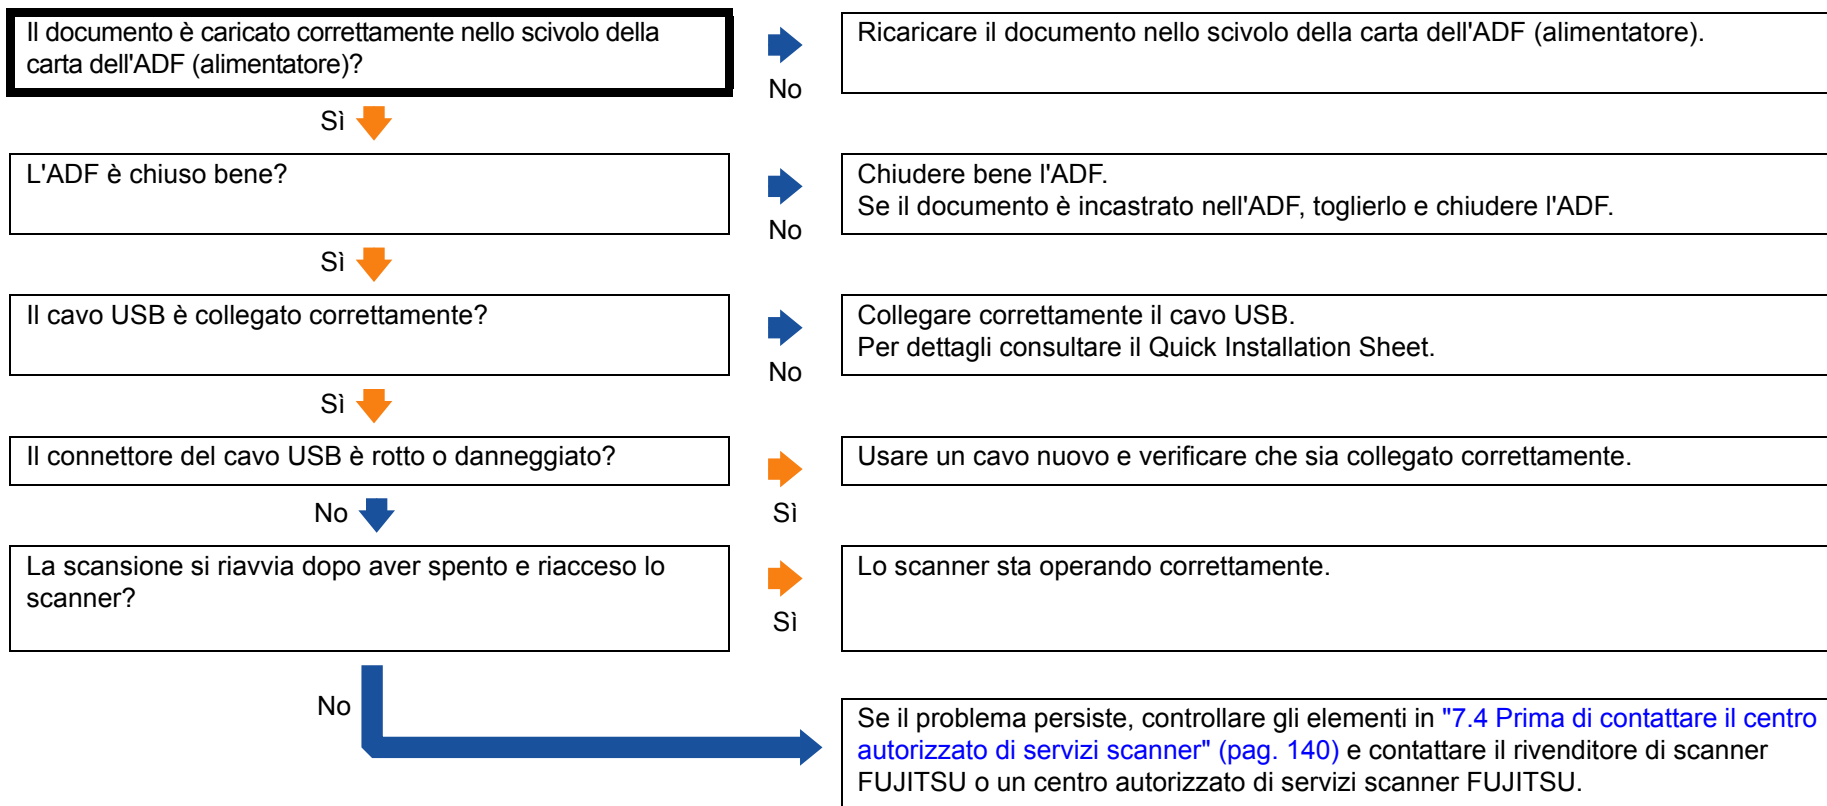 Il documento è caricato correttamente nello scivolo della
carta dell'ADF (alimentatore)?
No
Ricaricare il documento nello scivolo della carta dell'ADF (alimentatore).
Sì
L'ADF è chiuso bene?
No
Chiudere bene l'ADF.
Se il documento è incastrato nell'ADF, toglierlo e chiudere l'ADF.
Sì
Il cavo USB è collegato correttamente?
No
Collegare correttamente il cavo USB.
Per dettagli consultare il Quick Installation Sheet.
Sì
Il connettore del cavo USB è rotto o danneggiato?
Sì
Usare un cavo nuovo e verificare che sia collegato correttamente.
No
La scansione si riavvia dopo aver spento e riacceso lo
scanner?
Sì
Lo scanner sta operando correttamente.
No
Se il problema persiste, controllare gli elementi in "7.4 Prima di contattare il centro
autorizzato di servizi scanner" (pag. 140) e contattare il rivenditore di scanner
FUJITSU o un centro autorizzato di servizi scanner FUJITSU.